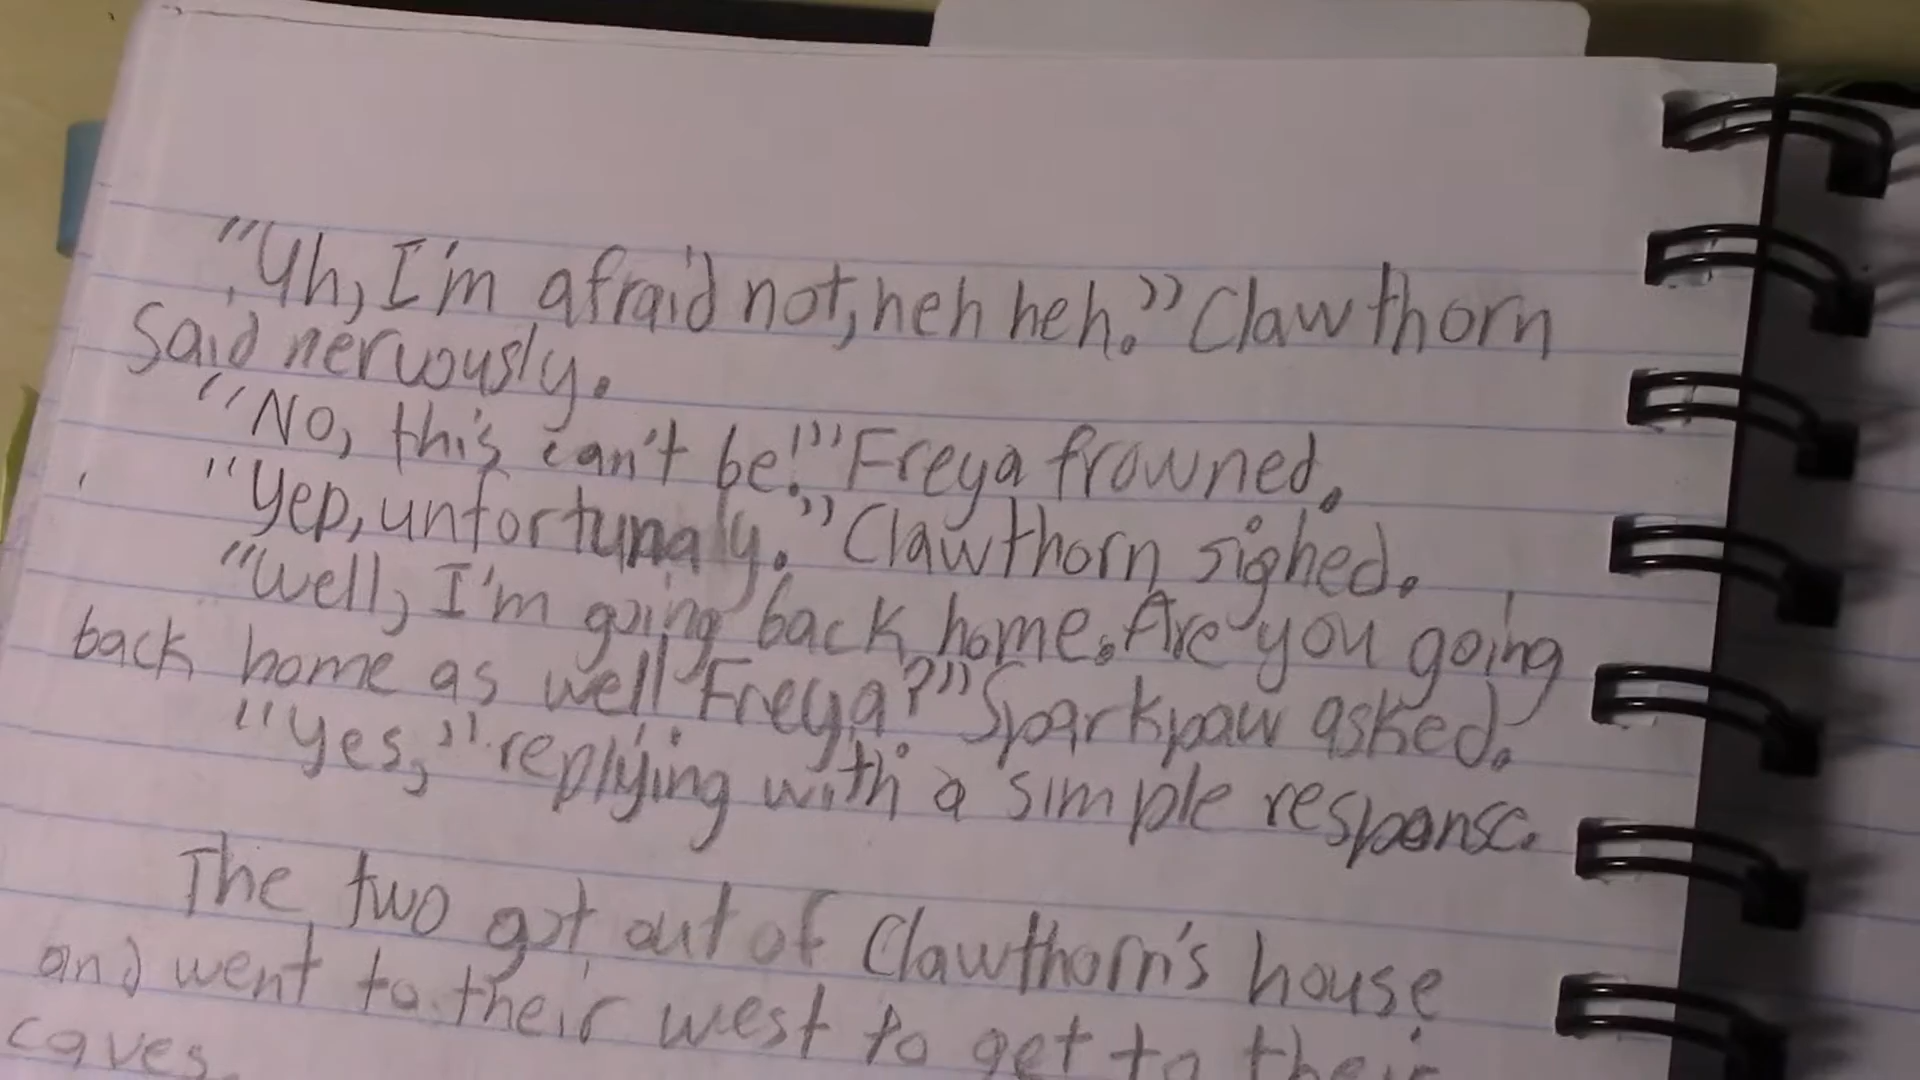 "Uh, I'm afraid not, heh heh." Clawthorn
Said nervously.
"No, this can't be!" Freya frowned.
"Yep, unfortunaly." Clawthorn sighed.
"Well, I'm going back home. Are you going
back home as well Freya?" Sparkpaw asked.
"Yes," replying with a simple response.
The two got out of Clawthorn's house
and went to their west to get to their
caves.